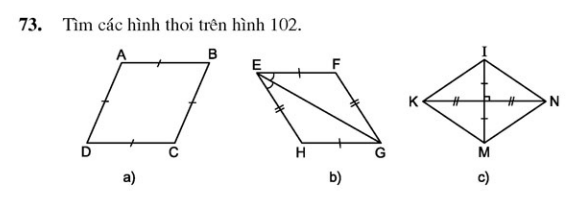 73. Tìm các hình thoi trên hình 102.
A B
D C
a)
E F
H G
b)
I
K N
M
c)